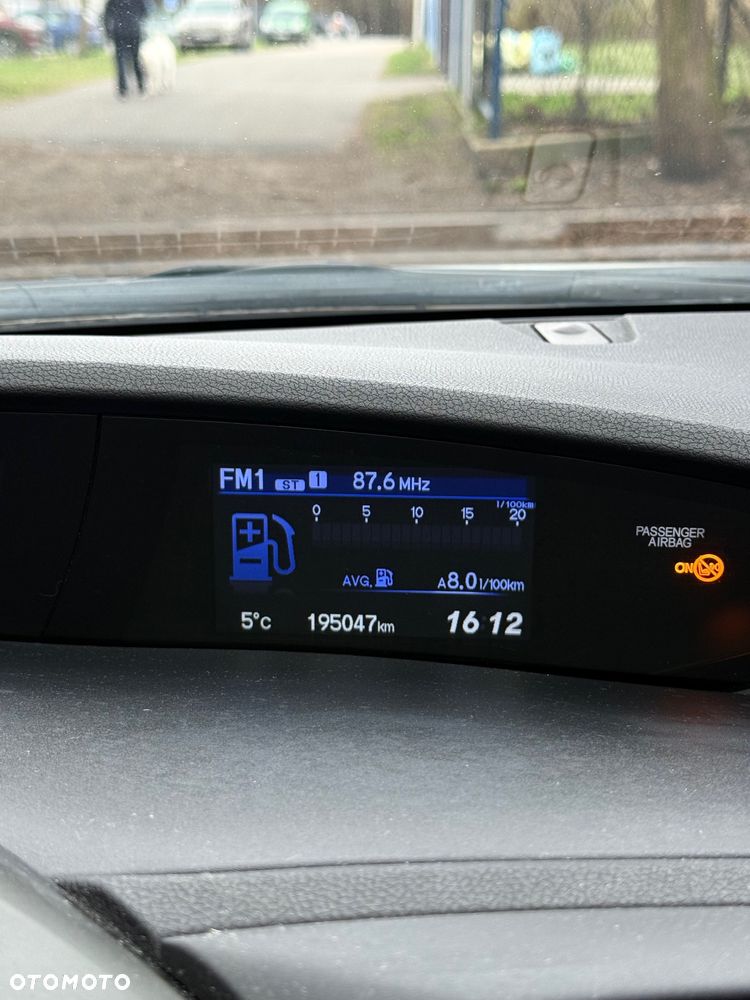 FM1 ST 1 87.6 MHz
l/100km
0 5 10 15 20
AVG. A8.0 l/100km
5°C 195047km 16:12
PASSENGER
AIRBAG
ON
OTOMOTO